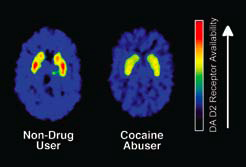 Non-Drug
User
Cocaine
Abuser
DA D2 Receptor Availability